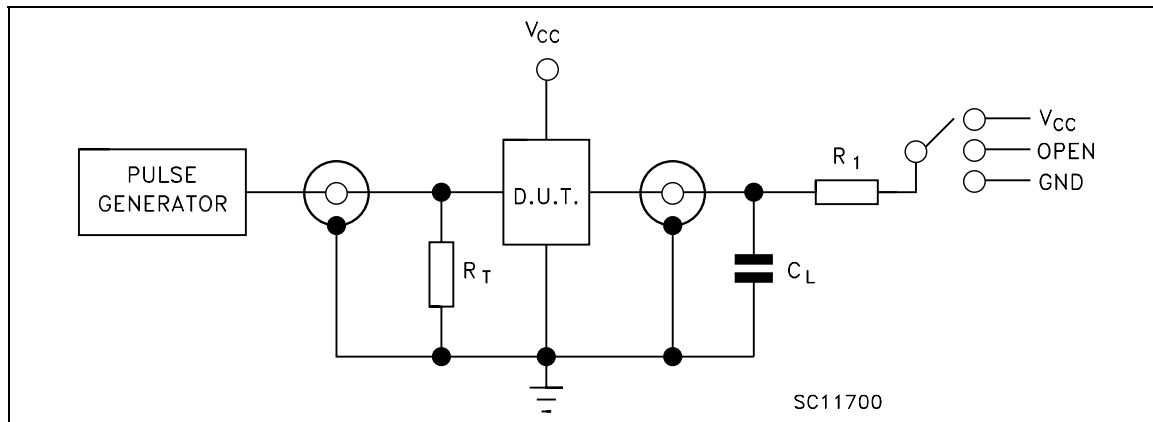 VCC
VCC
OPEN
GND
R1
PULSE
GENERATOR
D.U.T.
RT
CL
SC11700